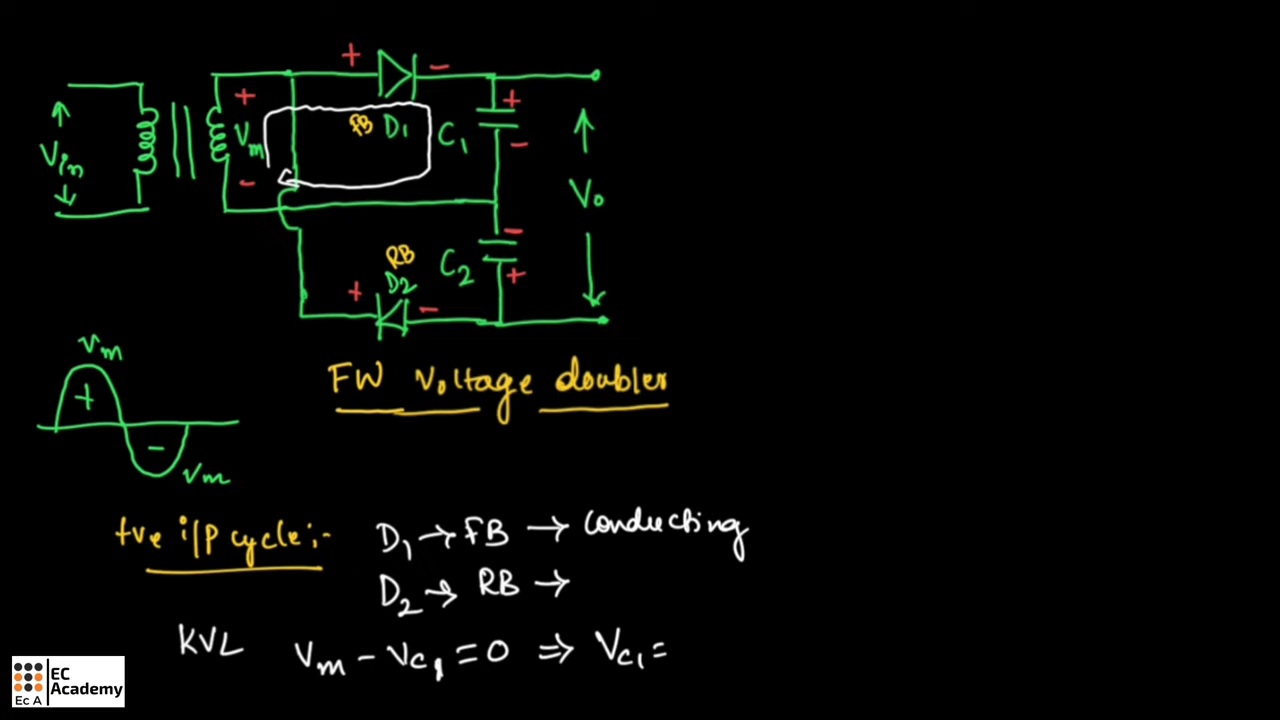 + −
+ + 
Vin Vm FB D1 C1
− −
Vo
−
RB C2
D2 +
+ −
Vm
+ FW Voltage doubler
−
Vm
+ve i/p cycle:- D1 → FB → Conducting
D2 → RB →
KVL Vm − VC1 = 0 ⇒ VC1 =
EC
Academy
Ec A